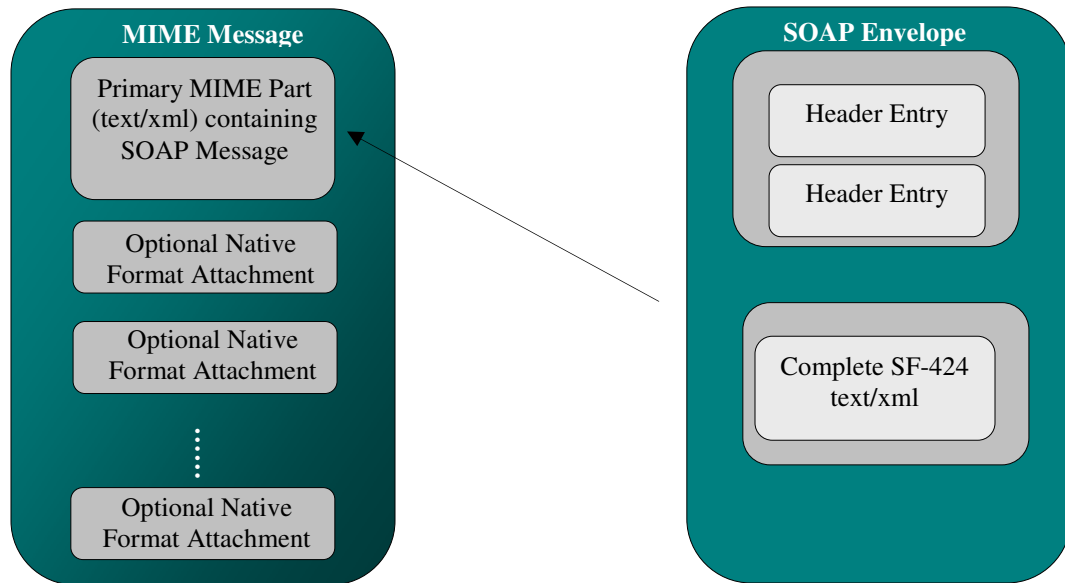 MIME Message
Primary MIME Part
(text/xml) containing
SOAP Message
Optional Native
Format Attachment
Optional Native
Format Attachment
Optional Native
Format Attachment
SOAP Envelope
Header Entry
Header Entry
Complete SF-424
text/xml